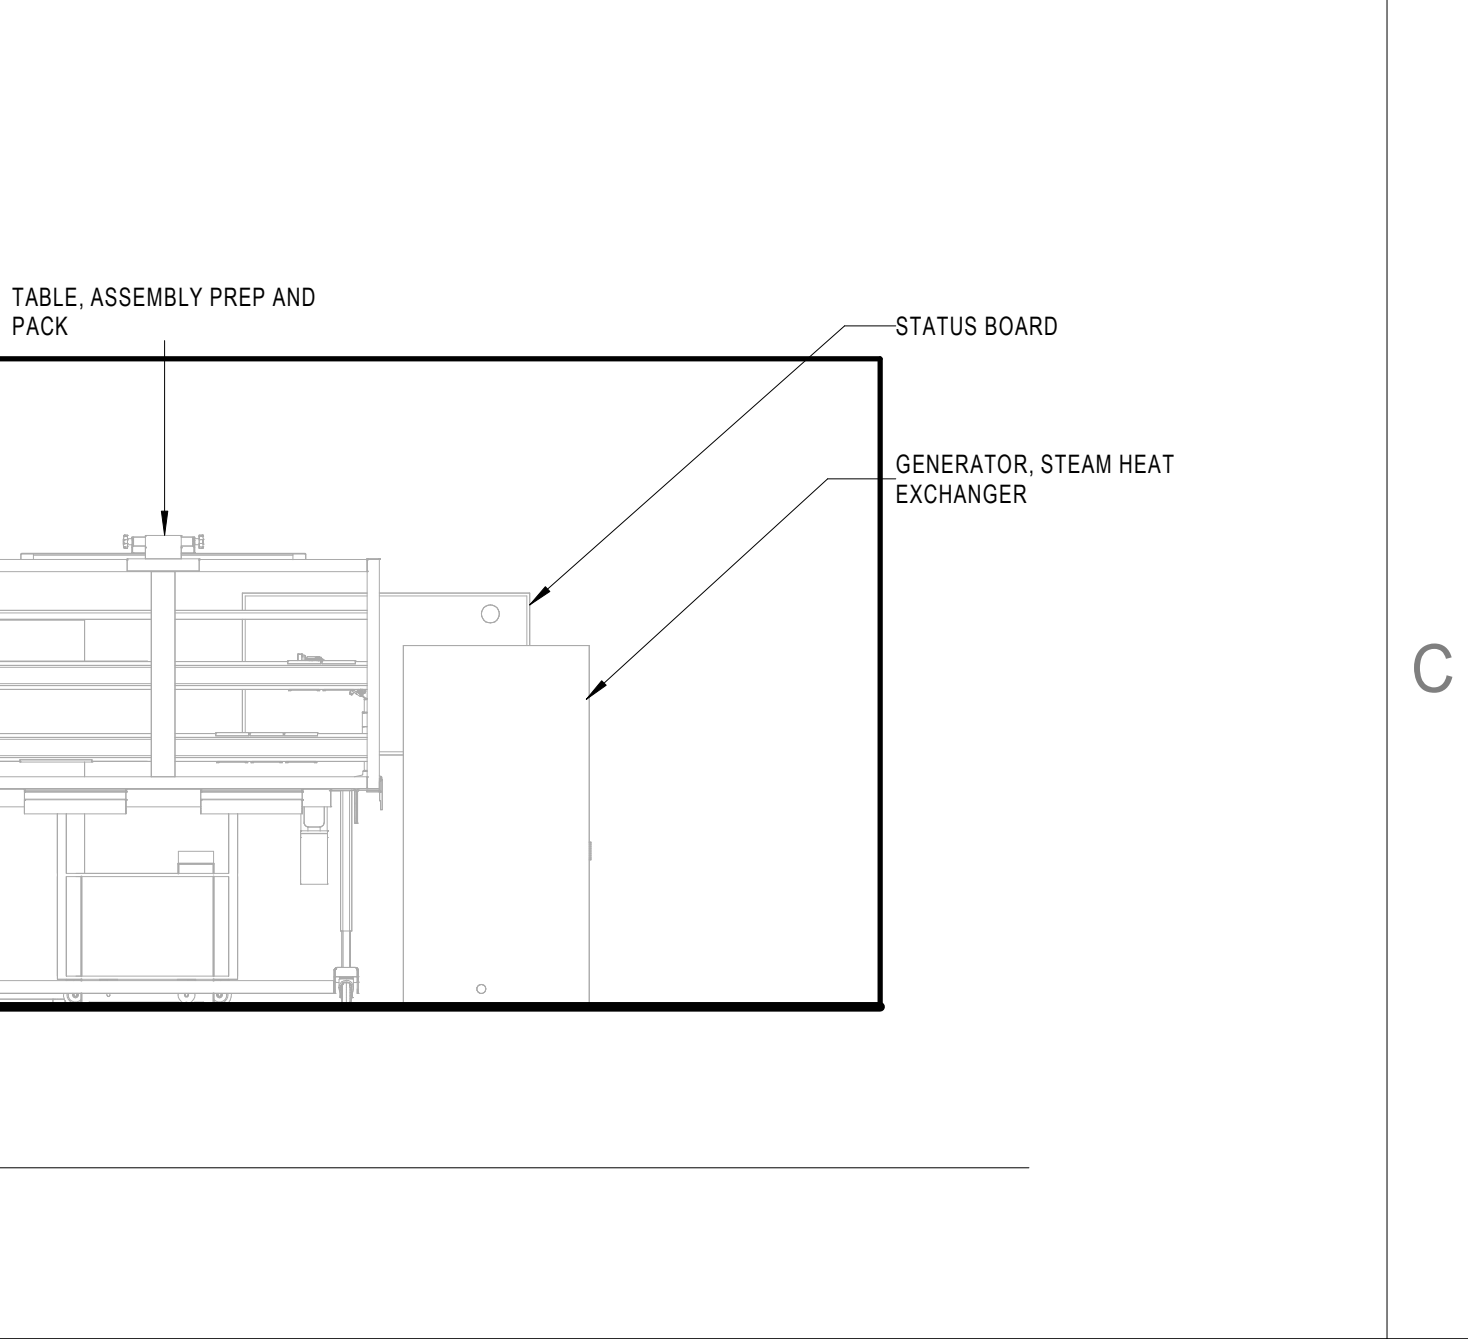 TABLE, ASSEMBLY PREP AND
PACK
STATUS BOARD
GENERATOR, STEAM HEAT
EXCHANGER
C